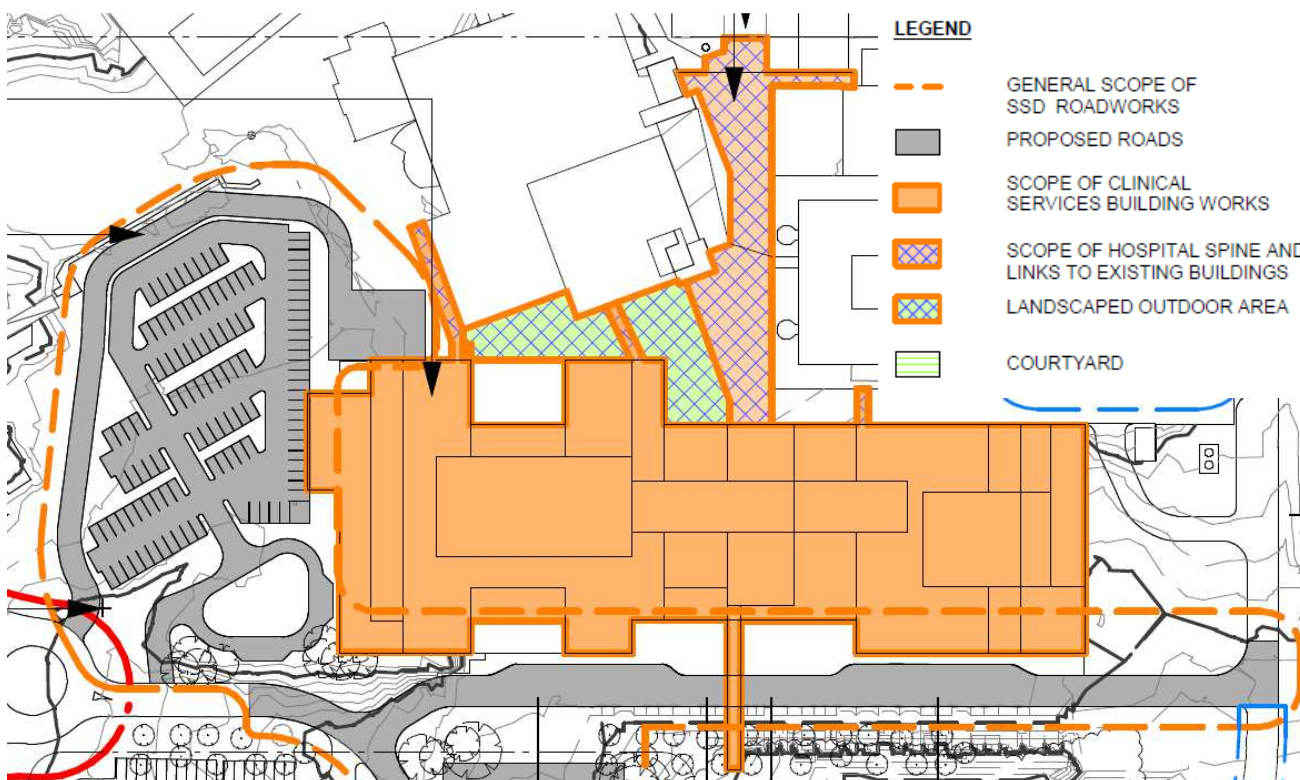 LEGEND
GENERAL SCOPE OF
SSD ROADWORKS
PROPOSED ROADS
SCOPE OF CLINICAL
SERVICES BUILDING WORKS
SCOPE OF HOSPITAL SPINE AND
LINKS TO EXISTING BUILDINGS
LANDSCAPED OUTDOOR AREA
COURTYARD